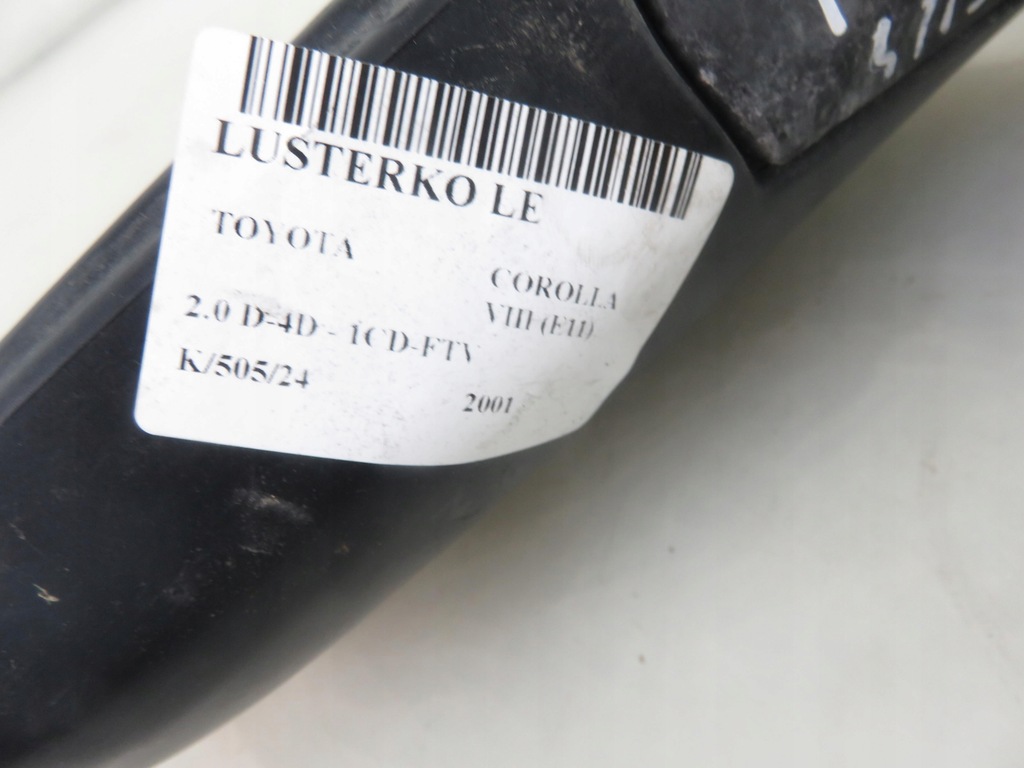 LUSTERKO LE
TOYOTA
COROLLA
VIII (E11)
2.0 D-4D - 1CD-FTV
K/505/24
2001